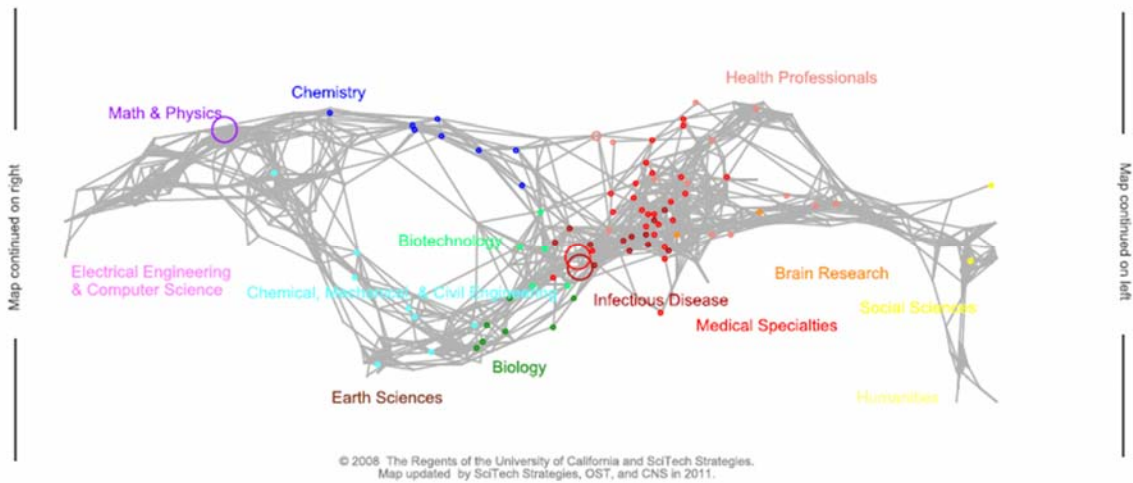 Map continued on right
Math & Physics
Chemistry
Health Professionals
Electrical Engineering
& Computer Science
Biotechnology
Chemical, Mechanical, & Civil Engineering
Infectious Disease
Brain Research
Social Sciences
Medical Specialties
Biology
Earth Sciences
Humanities
Map continued on left
© 2008 The Regents of the University of California and SciTech Strategies.
Map updated by SciTech Strategies, OST, and CNS in 2011.